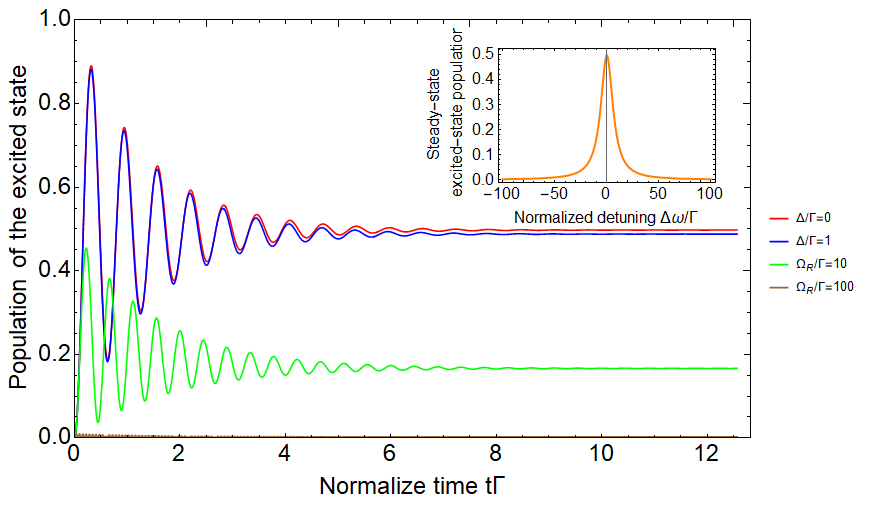 1.0
0.8
0.6
0.4
0.2
0.0
0
2
4
6
8
10
12
Population of the excited state
Normalize time tΓ
Steady-state
excited-state population
0.5
0.4
0.3
0.2
0.1
0.0
-100
-50
0
50
100
Normalized detuning Δω/Γ
Δ/Γ=0
Δ/Γ=1
Ω_R/Γ=10
Ω_R/Γ=100